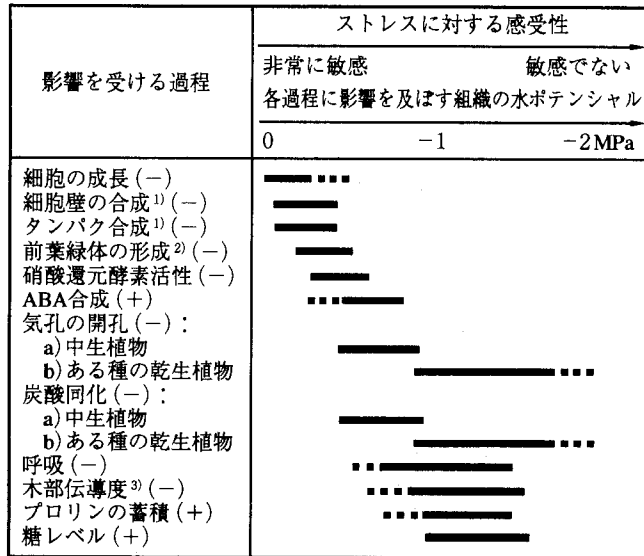 ストレスに対する感受性
影響を受ける過程
非常に敏感 敏感でない
各過程に影響を及ぼす組織の水ポテンシャル
0 −1 −2MPa
細胞の成長(−)
細胞壁の合成1)(−)
タンパク合成1)(−)
前葉緑体の形成2)(−)
硝酸還元酵素活性(−)
ABA合成(+)
気孔の開孔(−):
a)中生植物
b)ある種の乾生植物
炭酸同化(−):
a)中生植物
b)ある種の乾生植物
呼吸(−)
木部伝導度3)(−)
プロリンの蓄積(+)
糖レベル(+)